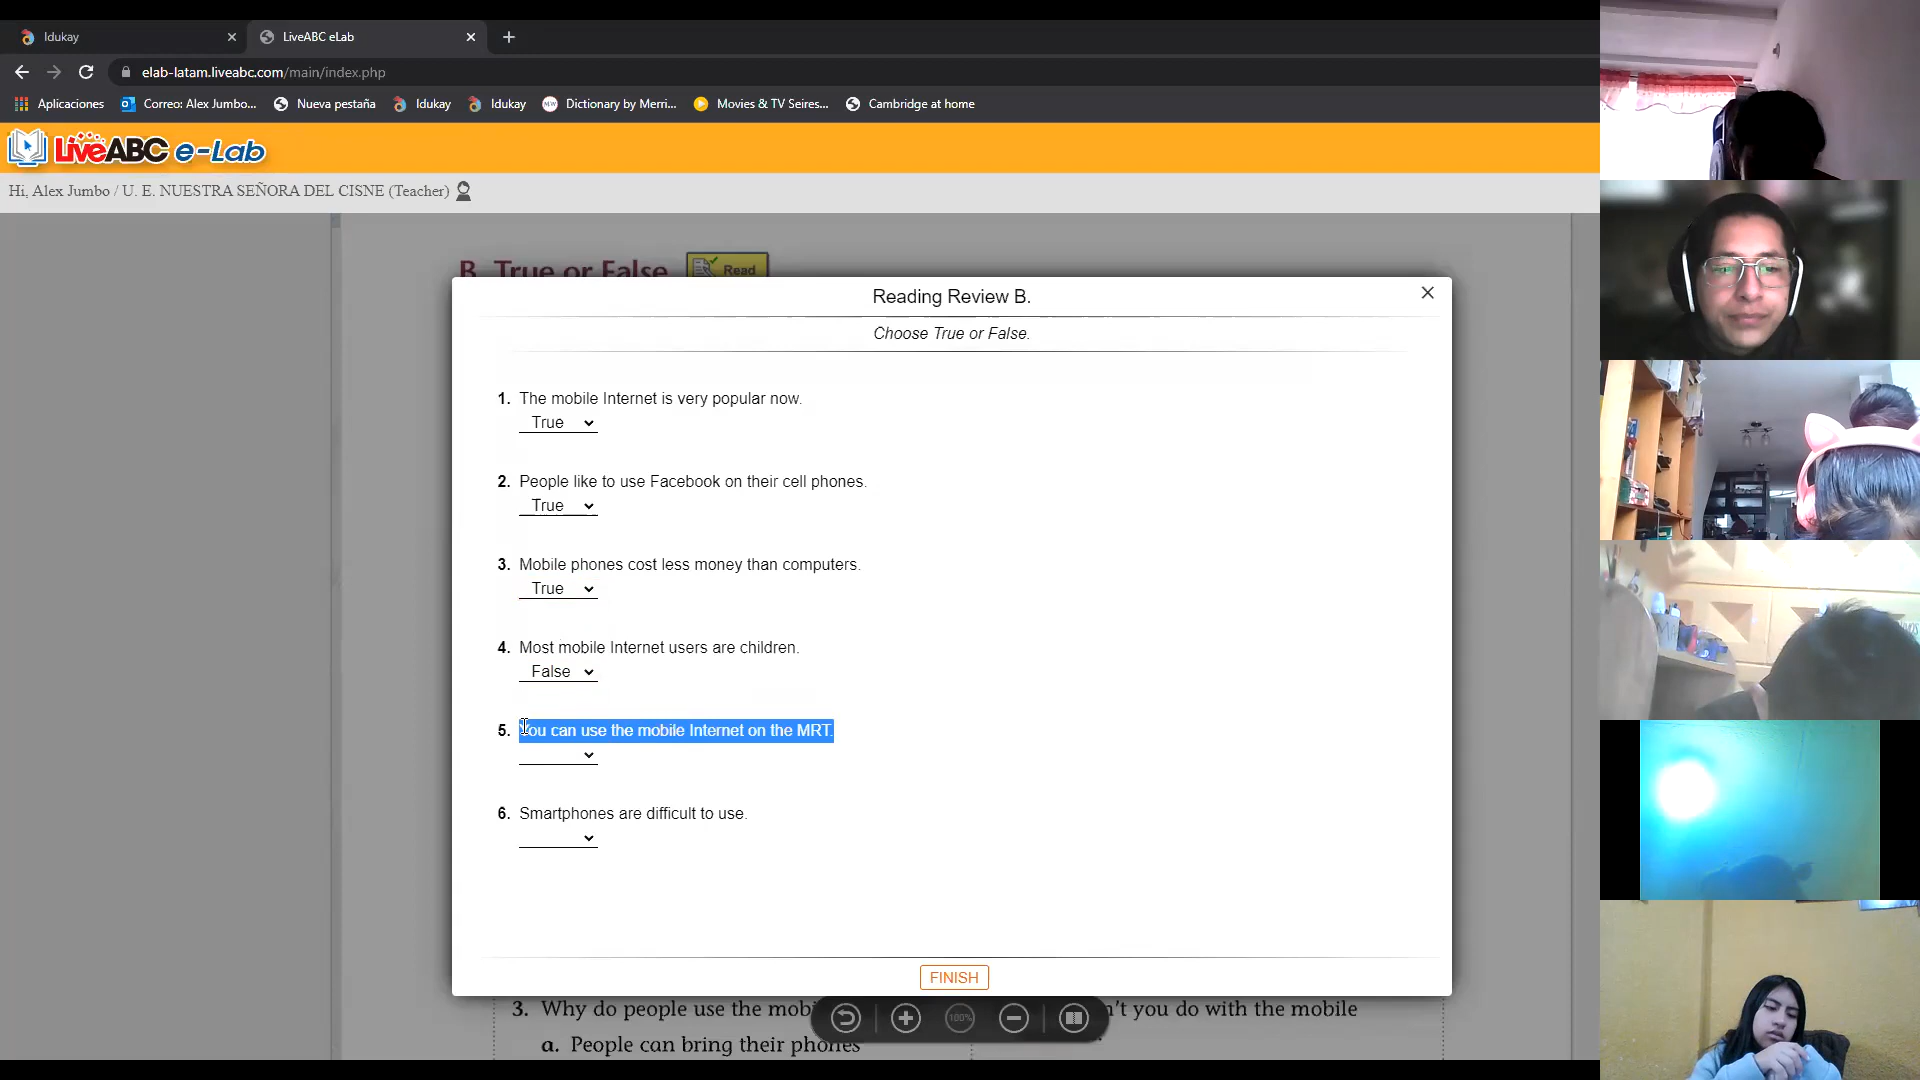 Idukay
LiveABC eLab
elab-latam.liveabc.com/main/index.php
Aplicaciones
Correo: Alex Jumbo...
Nueva pestaña
Idukay
Idukay
Dictionary by Merri...
Movies & TV Seires...
Cambridge at home
LiveABC e-Lab
Hi, Alex Jumbo / U. E. NUESTRA SEÑORA DEL CISNE (Teacher)
B. True or False
Read
Reading Review B.
Choose True or False.
1. The mobile Internet is very popular now.
True
2. People like to use Facebook on their cell phones.
True
3. Mobile phones cost less money than computers.
True
4. Most mobile Internet users are children.
False
5. You can use the mobile Internet on the MRT.
6. Smartphones are difficult to use.
FINISH
3. Why do people use the mobi
n't you do with the mobile
100%
a. People can bring their phones